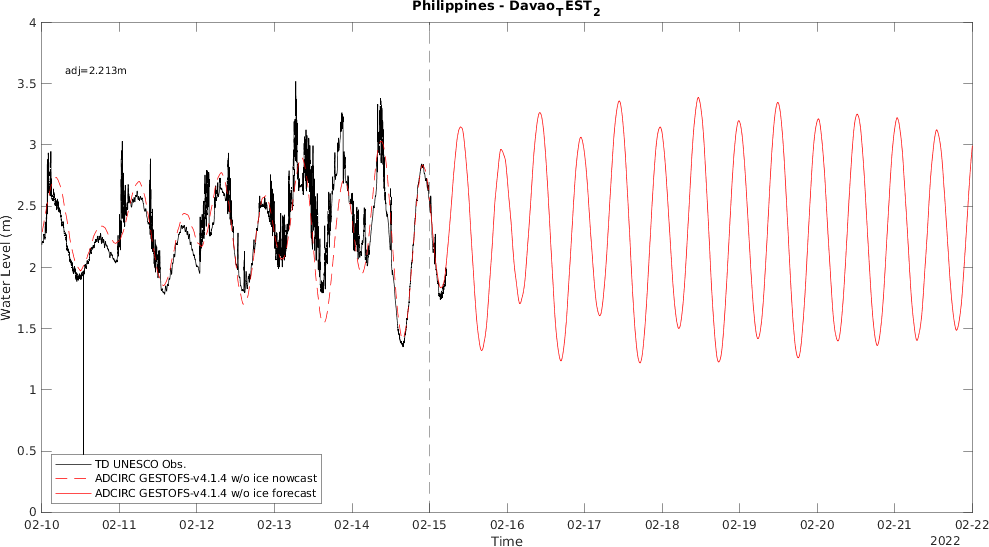 Philippines - Davao_TEST_2
adj=2.213m
Water Level (m)
4
3.5
3
2.5
2
1.5
1
0.5
0
TD UNESCO Obs.
ADCIRC GESTOFS-v4.1.4 w/o ice nowcast
ADCIRC GESTOFS-v4.1.4 w/o ice forecast
02-10 02-11 02-12 02-13 02-14 02-15 02-16 02-17 02-18 02-19 02-20 02-21 02-22
Time
2022